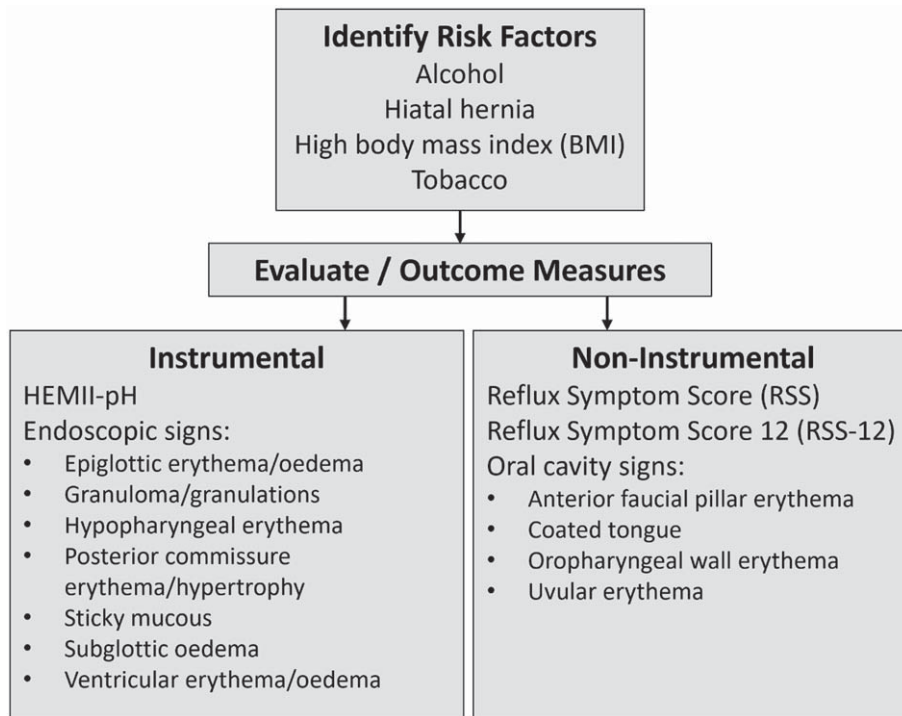 Identify Risk Factors
Alcohol
Hiatal hernia
High body mass index (BMI)
Tobacco
Evaluate / Outcome Measures
Instrumental
HEMII-pH
Endoscopic signs:
• Epiglottic erythema/oedema
• Granuloma/granulations
• Hypopharyngeal erythema
• Posterior commissure
erythema/hypertrophy
• Sticky mucous
• Subglottic oedema
• Ventricular erythema/oedema
Non-Instrumental
Reflux Symptom Score (RSS)
Reflux Symptom Score 12 (RSS-12)
Oral cavity signs:
• Anterior faucial pillar erythema
• Coated tongue
• Oropharyngeal wall erythema
• Uvular erythema